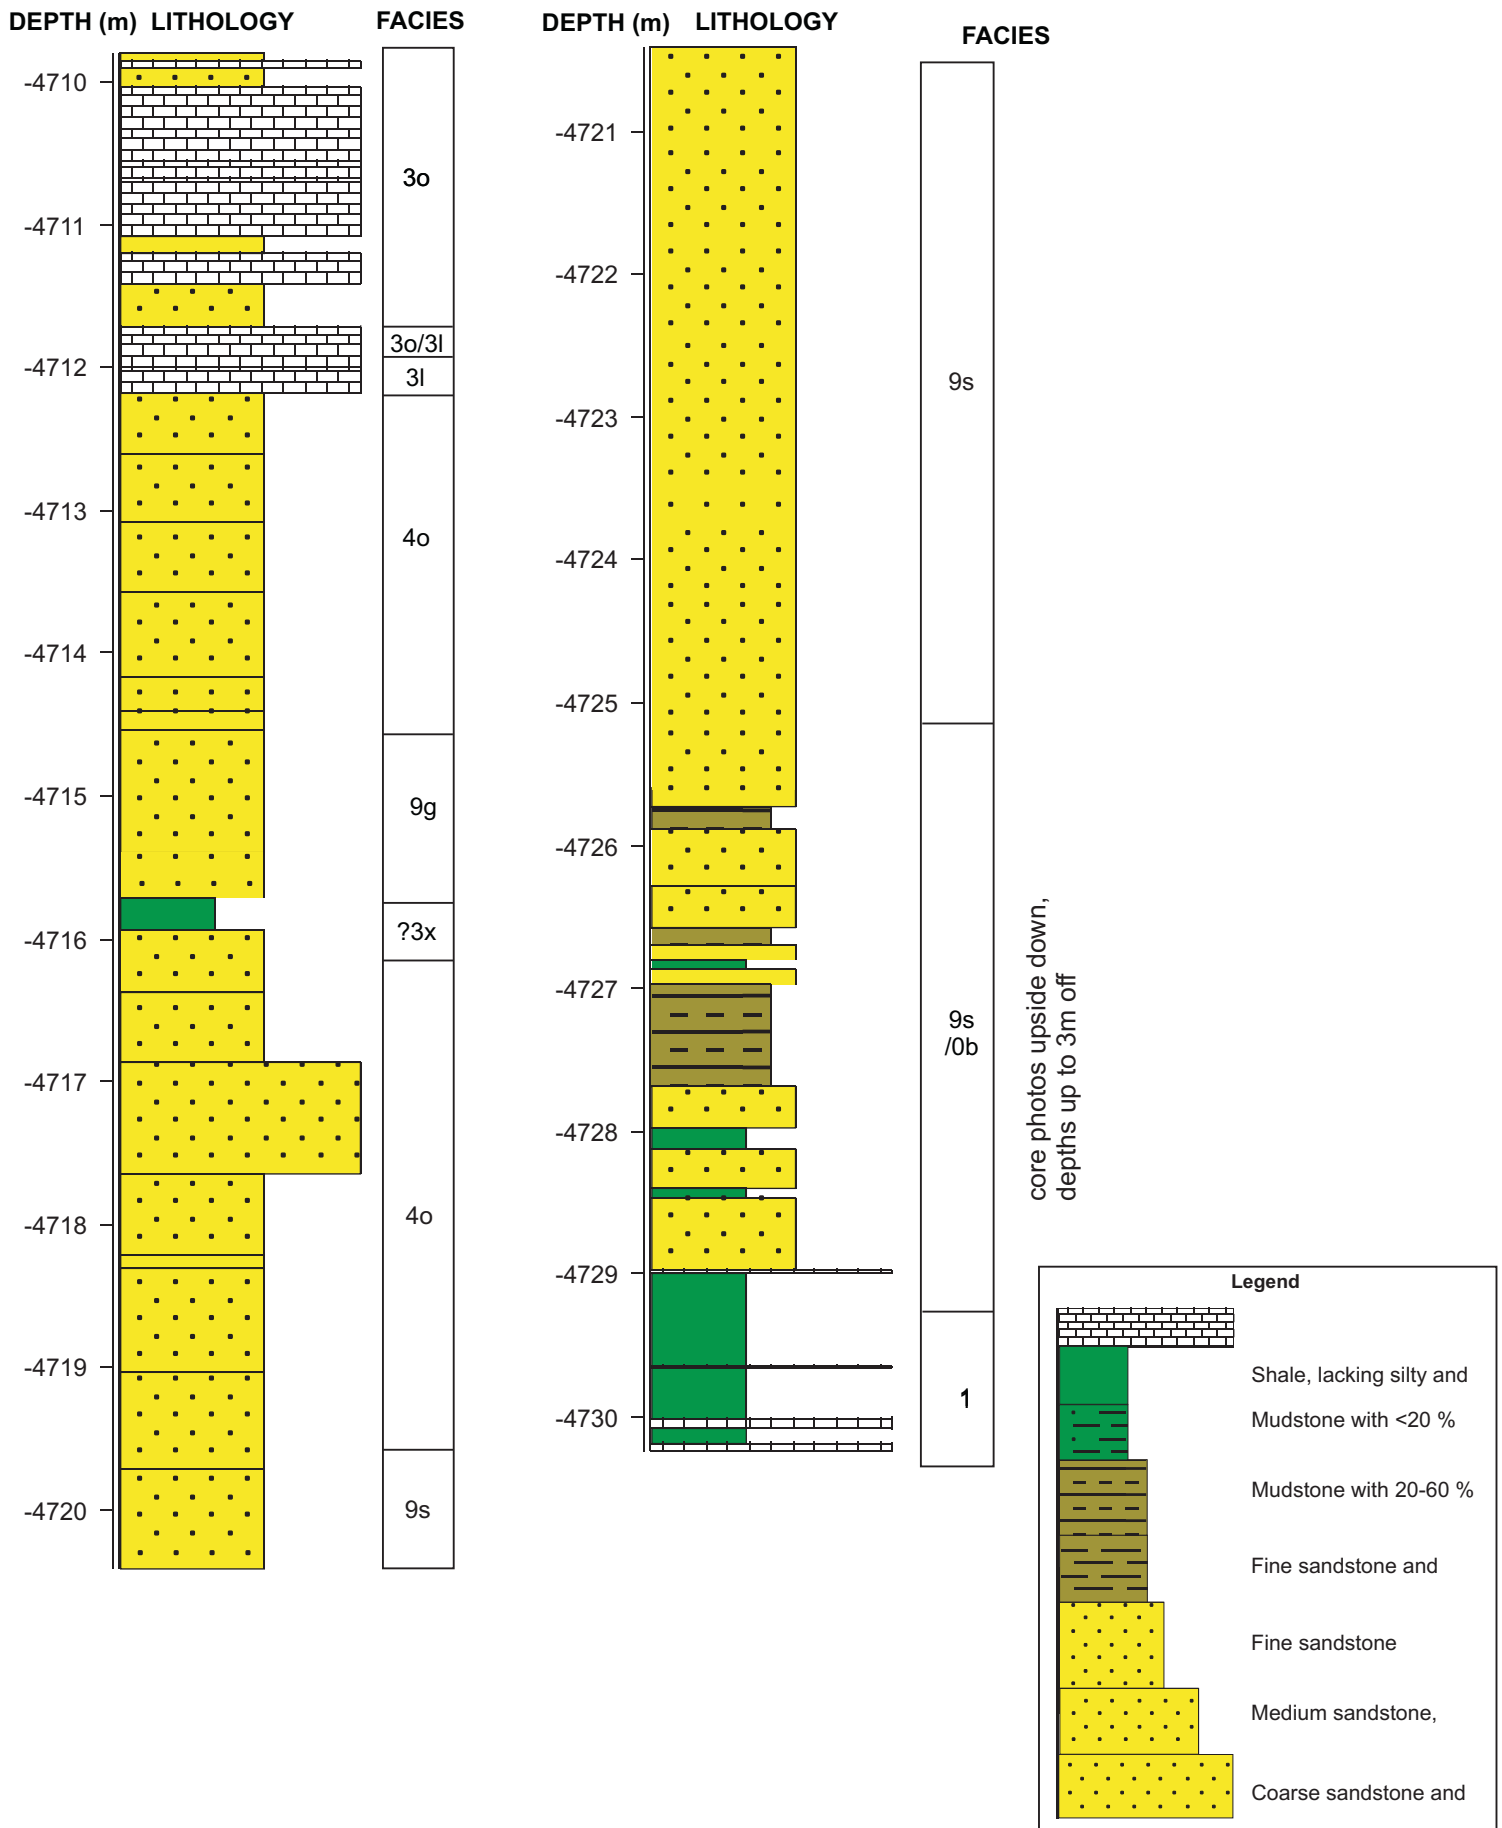 DEPTH (m) LITHOLOGY FACIES
-4710
-4711
-4712
-4713
-4714
-4715
-4716
-4717
-4718
-4719
-4720
3o
3o/3l
3l
4o
9g
?3x
4o
9s
DEPTH (m) LITHOLOGY FACIES
-4721
-4722
-4723
-4724
-4725
-4726
-4727
-4728
-4729
-4730
9s
9s
/0b
1
core photos upside down,
depths up to 3m off
Legend
Shale, lacking silty and
Mudstone with <20 %
Mudstone with 20-60 %
Fine sandstone and
Fine sandstone
Medium sandstone,
Coarse sandstone and